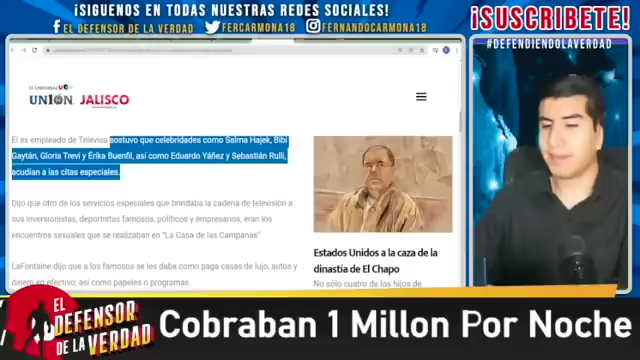 ¡SIGUENOS EN TODAS NUESTRAS REDES SOCIALES!
EL DEFENSOR DE LA VERDAD FERCARMONA18 @FERNANDOCARMONA18
¡SUSCRIBETE!
#DEFENDIENDOLAVERDAD
EL UNIVERSAL
UN1ÓN JALISCO
El ex empleado de Televisa sostuvo que celebridades como Salma Hajek, Bibi
Gaytán, Gloria Trevi y Érika Buenfil, así como Eduardo Yáñez y Sebastián Rulli,
acudían a las citas especiales.
Dijo que otro de los servicios especiales que brindaba la cadena de televisión a
sus inversionistas, deportistas famosos, políticos y empresarios, eran los
encuentros sexuales que se realizaban en "La Casa de las Campanas"
LaFontaine dijo que a los famosos se les daba como paga casas de lujo, autos y
dinero en efectivo; así como papeles o programas.
Estados Unidos a la caza de la
dinastía de El Chapo
No sólo cuatro de los hijos de
EL
DEFENSOR
DE LA VERDAD
Cobraban 1 Millon Por Noche